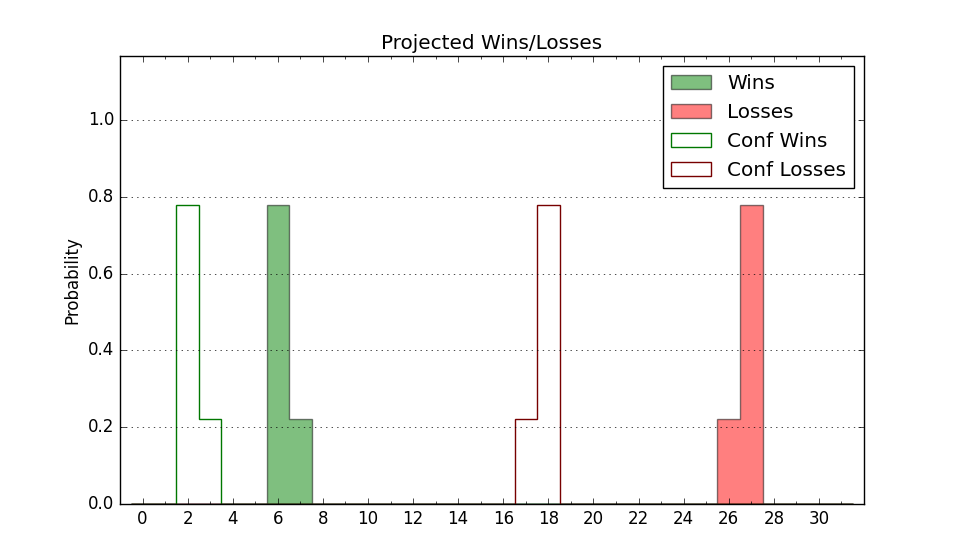 Projected Wins/Losses
Wins
Losses
Conf Wins
Conf Losses
Probability
1.0
0.8
0.6
0.4
0.2
0.0
0 2 4 6 8 10 12 14 16 18 20 22 24 26 28 30